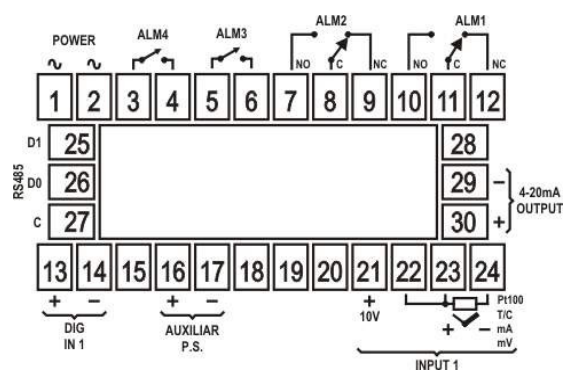 POWER ALM4 ALM3 ALM2 ALM1
~ ~ NO C NC NO C NC
1 2 3 4 5 6 7 8 9 10 11 12
D1 25 28
RS485
D0 26 29 −
4-20mA
OUTPUT
C 27 30 +
13 14 15 16 17 18 19 20 21 22 23 24
+ − + − +
DIG
IN 1
AUXILIAR
P.S.
10V
Pt100
T/C
+ − mA
mV
INPUT 1